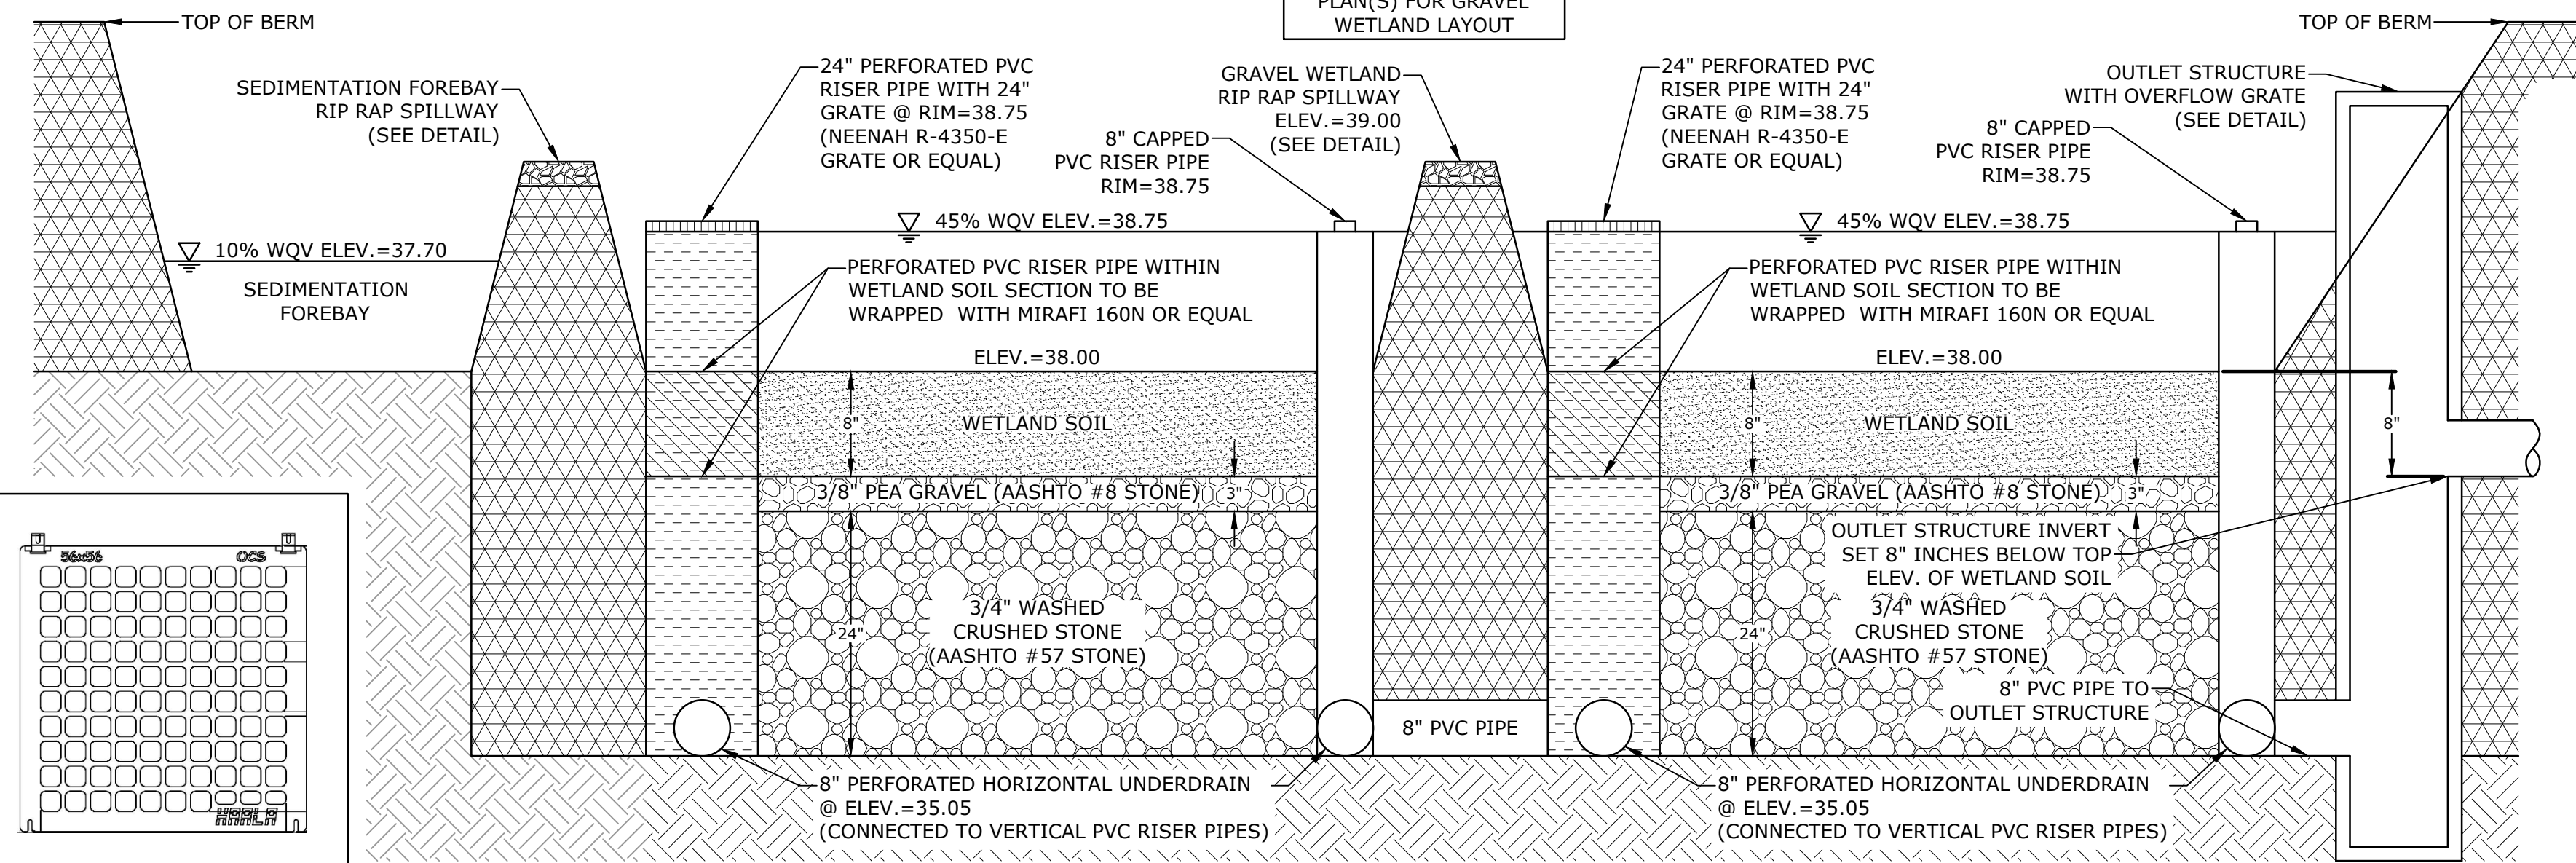 PLAN(S) FOR GRAVEL
WETLAND LAYOUT
TOP OF BERM
TOP OF BERM
SEDIMENTATION FOREBAY
RIP RAP SPILLWAY
(SEE DETAIL)
24" PERFORATED PVC
RISER PIPE WITH 24"
GRATE @ RIM=38.75
(NEENAH R-4350-E
GRATE OR EQUAL)
8" CAPPED
PVC RISER PIPE
RIM=38.75
GRAVEL WETLAND
RIP RAP SPILLWAY
ELEV.=39.00
(SEE DETAIL)
24" PERFORATED PVC
RISER PIPE WITH 24"
GRATE @ RIM=38.75
(NEENAH R-4350-E
GRATE OR EQUAL)
8" CAPPED
PVC RISER PIPE
RIM=38.75
OUTLET STRUCTURE
WITH OVERFLOW GRATE
(SEE DETAIL)
10% WQV ELEV.=37.70
SEDIMENTATION
FOREBAY
45% WQV ELEV.=38.75
45% WQV ELEV.=38.75
PERFORATED PVC RISER PIPE WITHIN
WETLAND SOIL SECTION TO BE
WRAPPED WITH MIRAFI 160N OR EQUAL
PERFORATED PVC RISER PIPE WITHIN
WETLAND SOIL SECTION TO BE
WRAPPED WITH MIRAFI 160N OR EQUAL
ELEV.=38.00
ELEV.=38.00
8"
WETLAND SOIL
8"
WETLAND SOIL
8"
3/8" PEA GRAVEL (AASHTO #8 STONE)
3"
3/8" PEA GRAVEL (AASHTO #8 STONE)
3"
OUTLET STRUCTURE INVERT
SET 8" INCHES BELOW TOP
ELEV. OF WETLAND SOIL
24"
3/4" WASHED
CRUSHED STONE
(AASHTO #57 STONE)
24"
3/4" WASHED
CRUSHED STONE
(AASHTO #57 STONE)
8" PVC PIPE TO
OUTLET STRUCTURE
8" PVC PIPE
8" PERFORATED HORIZONTAL UNDERDRAIN
@ ELEV.=35.05
(CONNECTED TO VERTICAL PVC RISER PIPES)
8" PERFORATED HORIZONTAL UNDERDRAIN
@ ELEV.=35.05
(CONNECTED TO VERTICAL PVC RISER PIPES)
56x56
OCS
HAALA